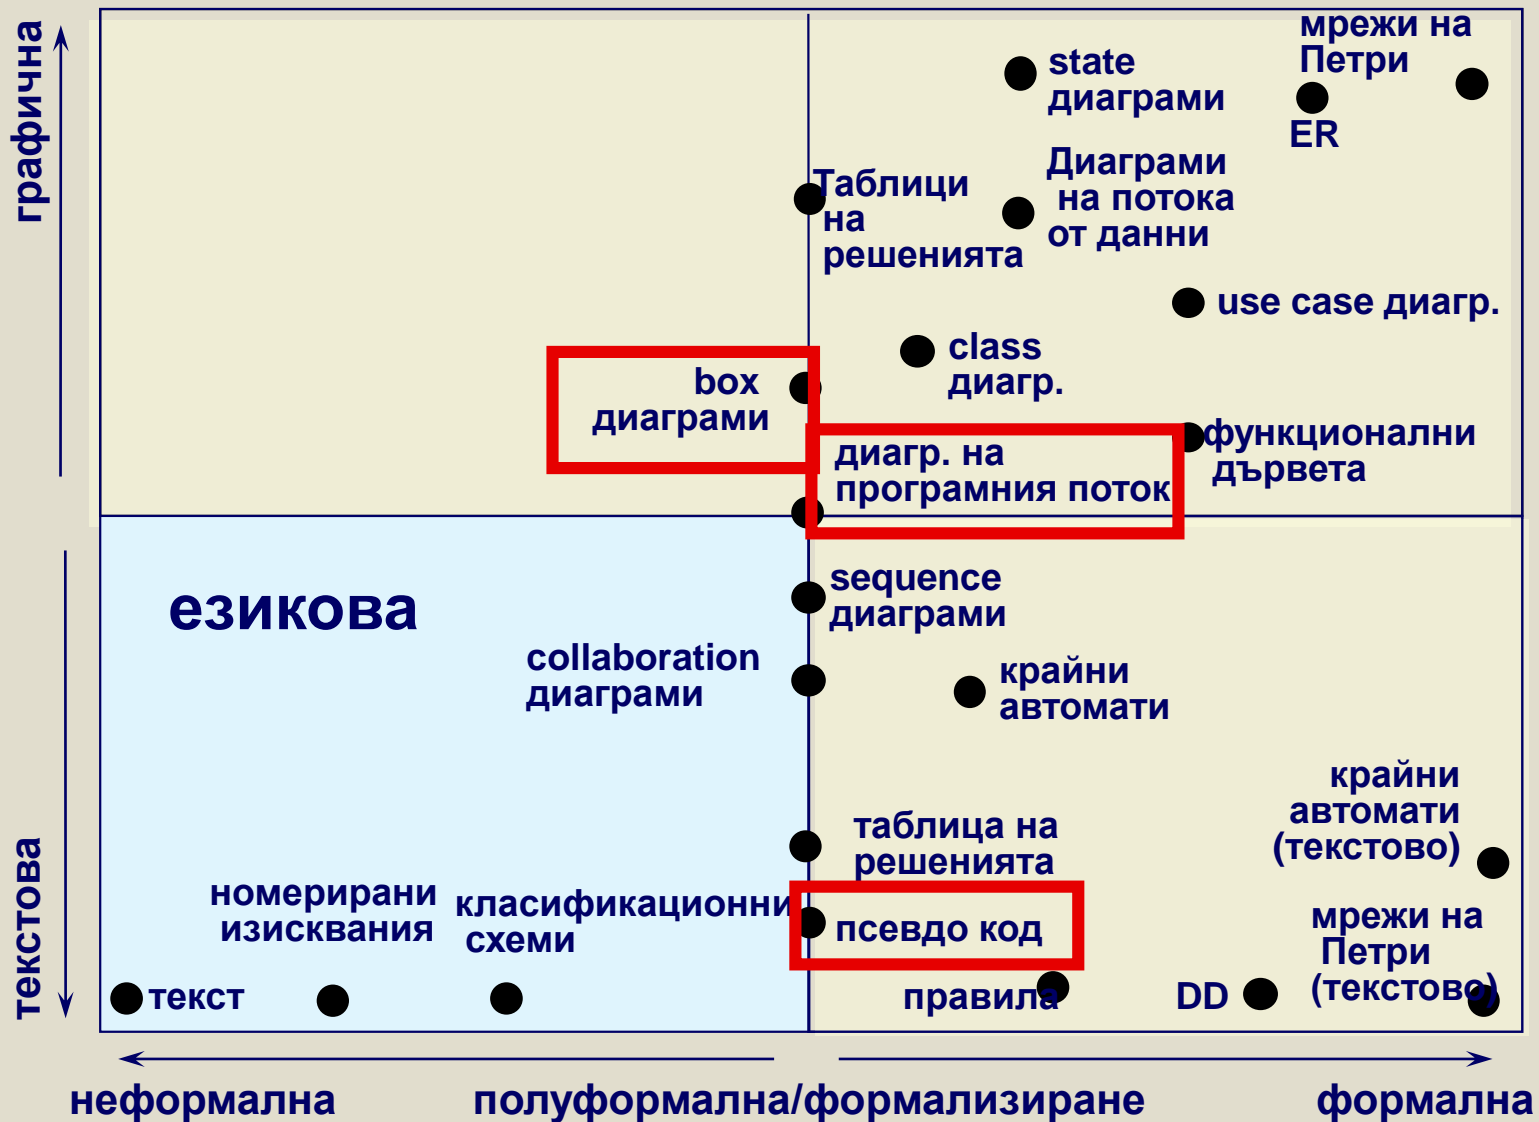 графична
мрежи на
Петри
state
диаграми
ER
Диаграми
на потока
от данни
Таблици
на
решенията
use case диагр.
class
диагр.
box
диаграми
функционални
дървета
диагр. на
програмния поток
езикова
sequence
диаграми
collaboration
диаграми
крайни
автомати
крайни
автомати
(текстово)
таблица на
решенията
текстова
номерирани
изисквания
класификационни
схеми
псевдо код
мрежи на
Петри
(текстово)
текст
правила
DD
неформална
полуформална/формализиране
формална